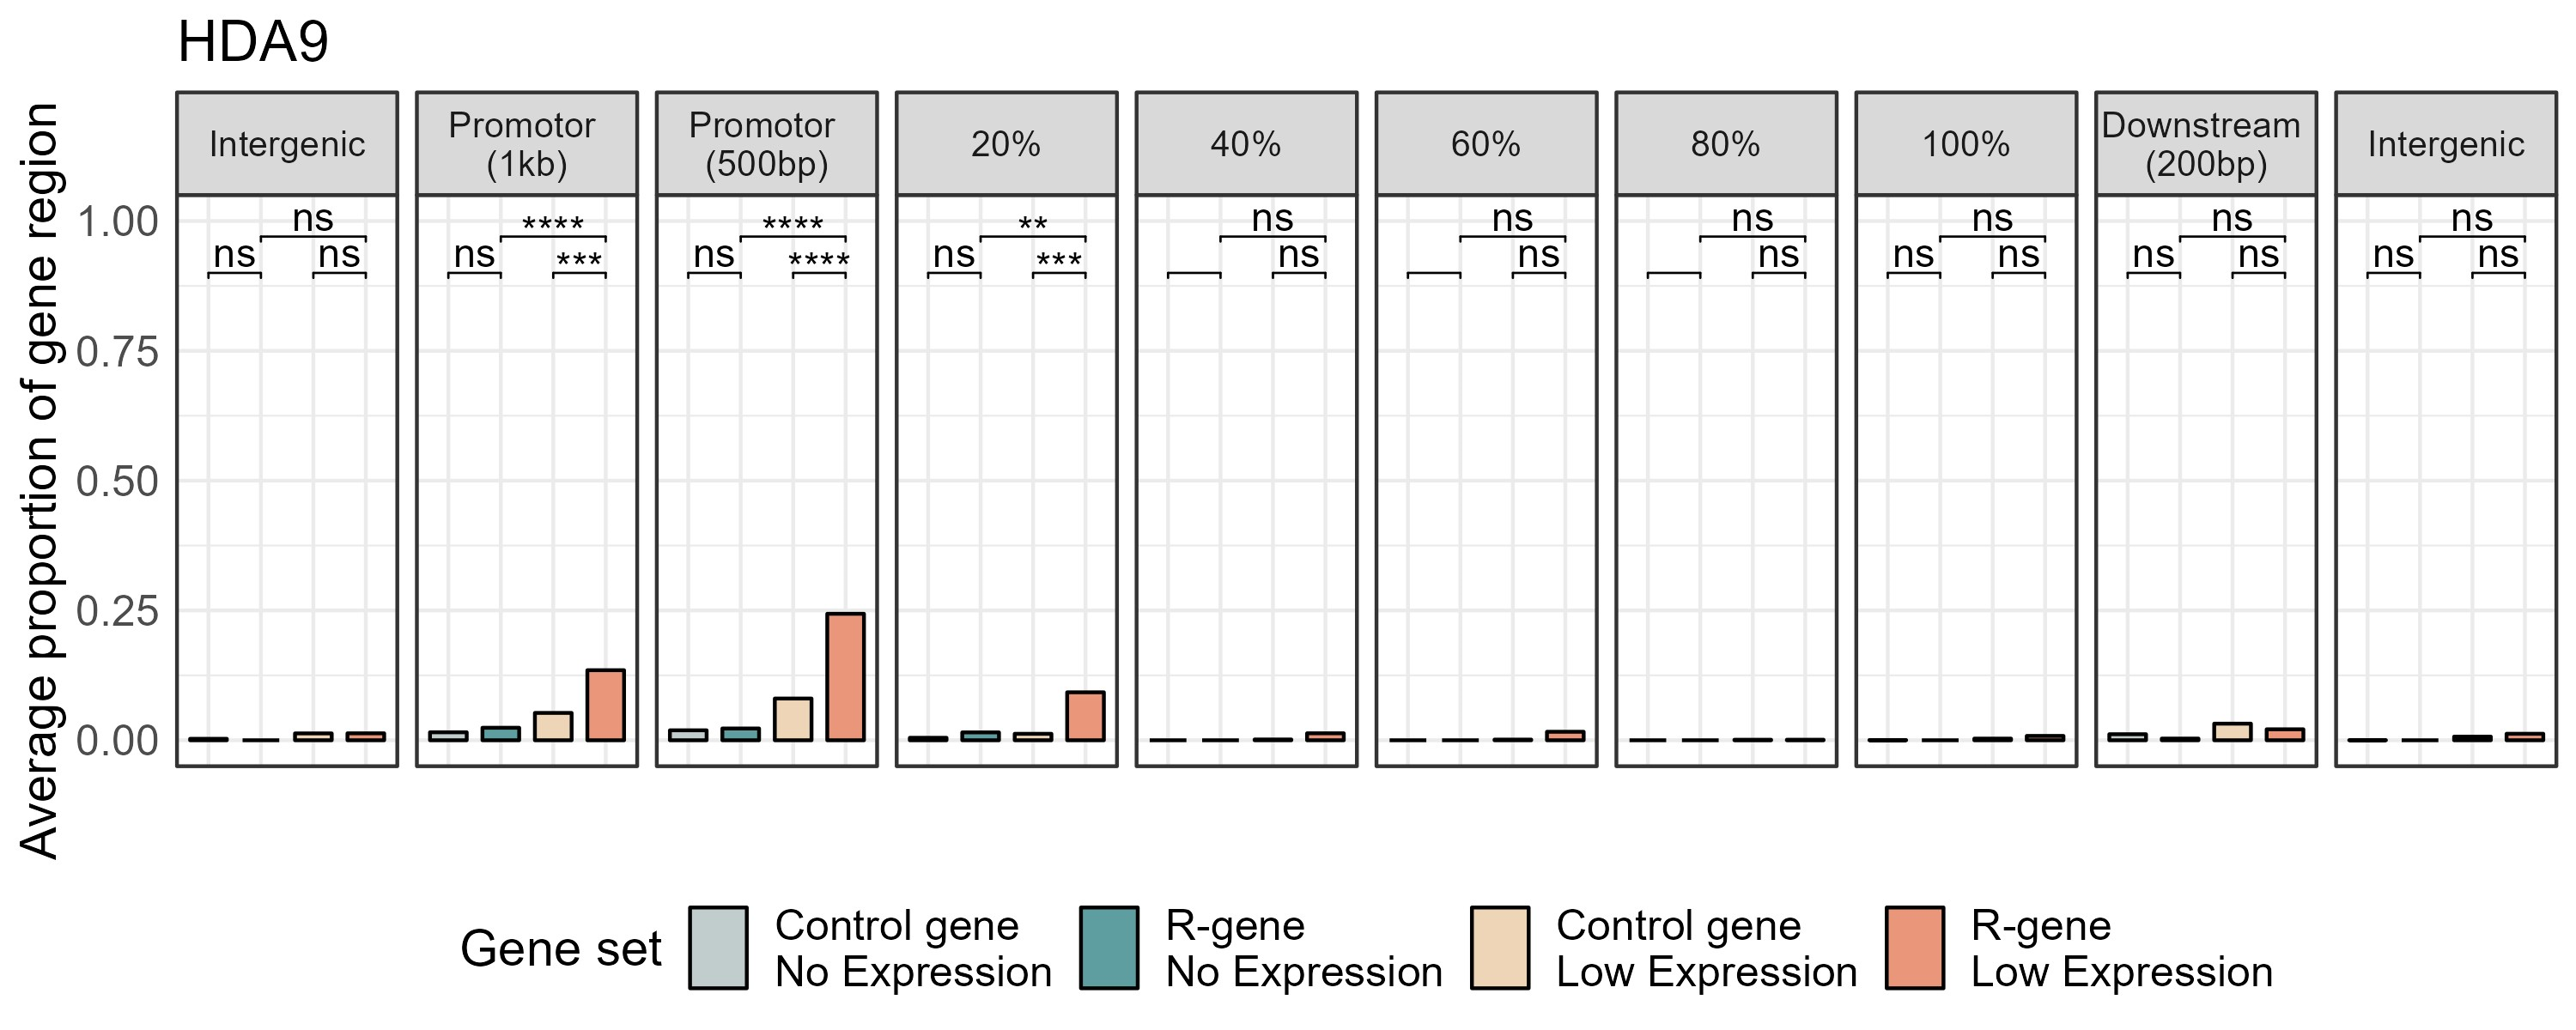 HDA9
Intergenic
Promotor
(1kb)
Promotor
(500bp)
20%
40%
60%
80%
100%
Downstream
(200bp)
Intergenic
Average proportion of gene region
1.00
0.75
0.50
0.25
0.00
ns
ns ns
****
ns ***
****
ns ****
**
ns ***
ns
ns
ns
ns
ns
ns
ns
ns ns
ns
ns ns
ns
ns ns
Gene set
Control gene
No Expression
R-gene
No Expression
Control gene
Low Expression
R-gene
Low Expression